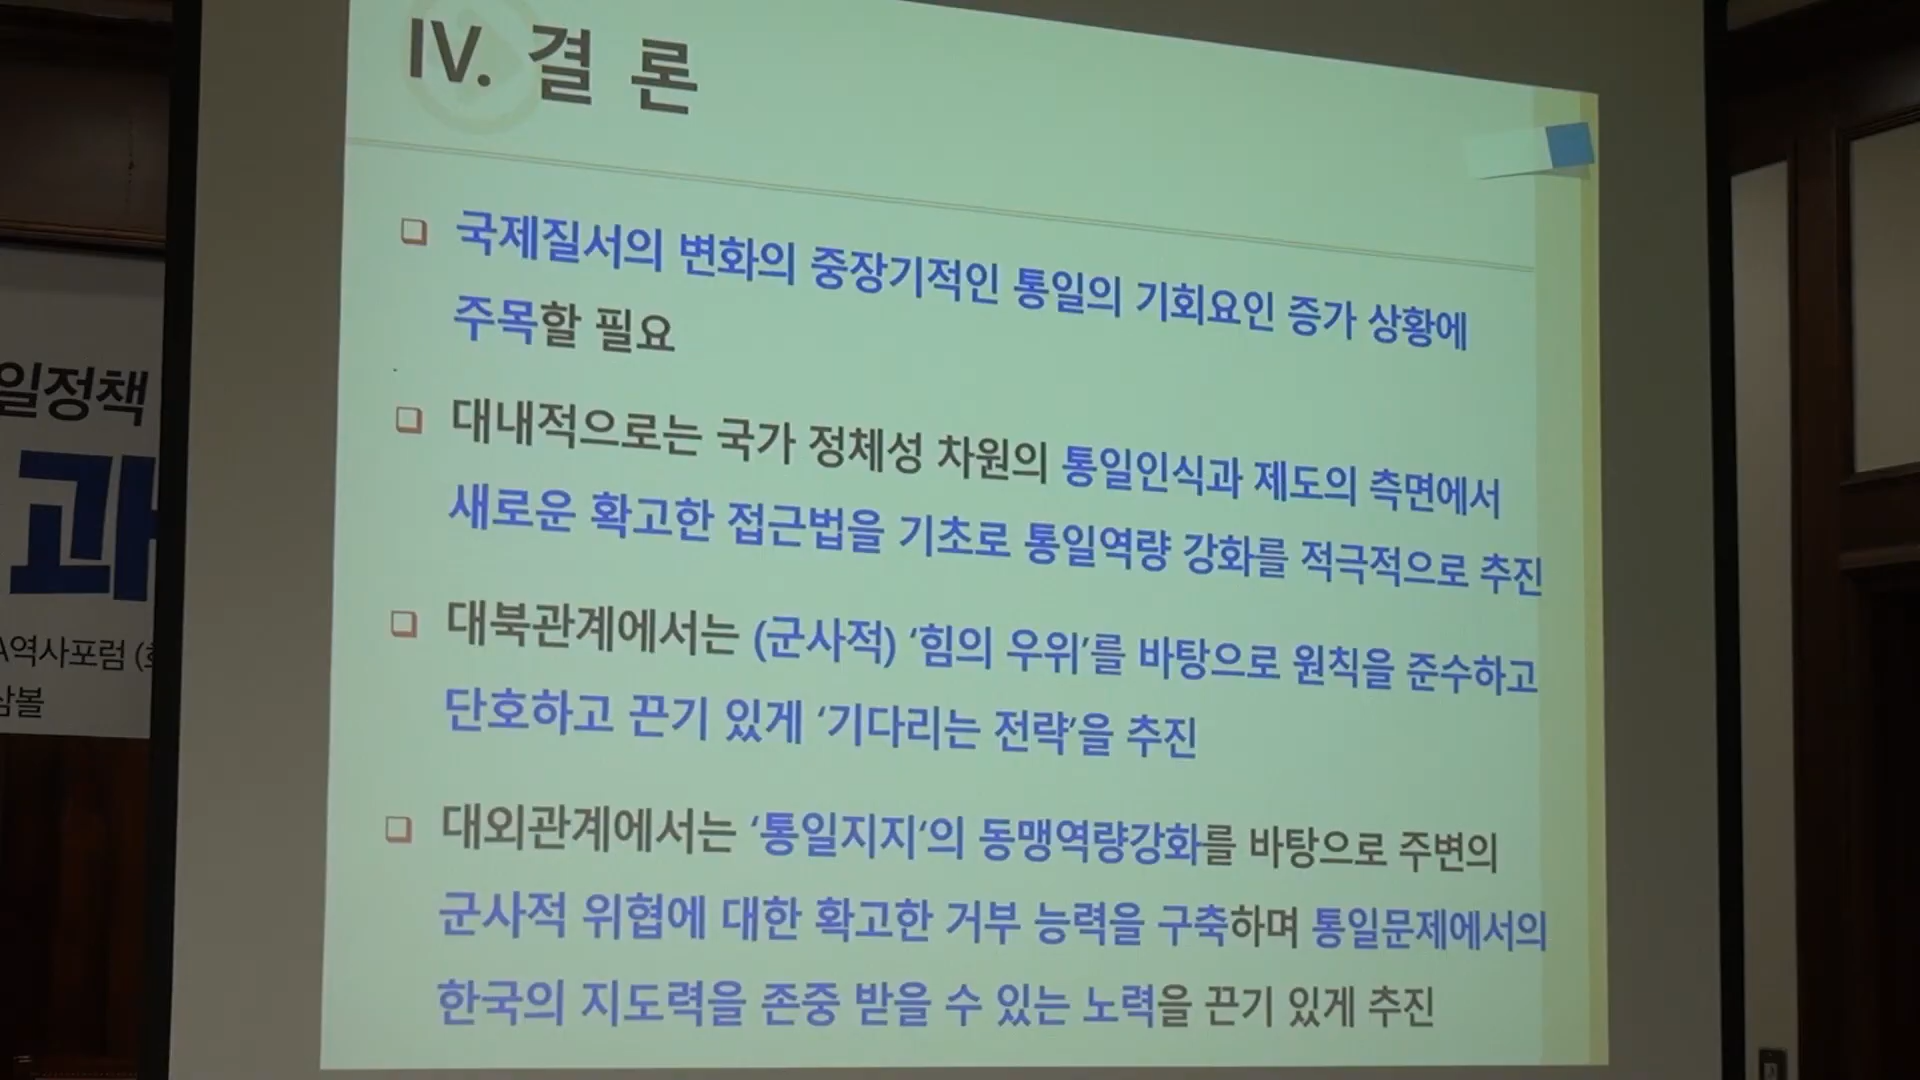 IV. 결 론
❑ 국제질서의 변화의 중장기적인 통일의 기회요인 증가 상황에
주목할 필요
❑ 대내적으로는 국가 정체성 차원의 통일인식과 제도의 측면에서
새로운 확고한 접근법을 기초로 통일역량 강화를 적극적으로 추진
❑ 대북관계에서는 (군사적) ‘힘의 우위’를 바탕으로 원칙을 준수하고
단호하고 끈기 있게 ‘기다리는 전략’을 추진
❑ 대외관계에서는 ‘통일지지’의 동맹역량강화를 바탕으로 주변의
군사적 위협에 대한 확고한 거부 능력을 구축하며 통일문제에서의
한국의 지도력을 존중 받을 수 있는 노력을 끈기 있게 추진
일정책
과
A역사포럼 (
삼볼